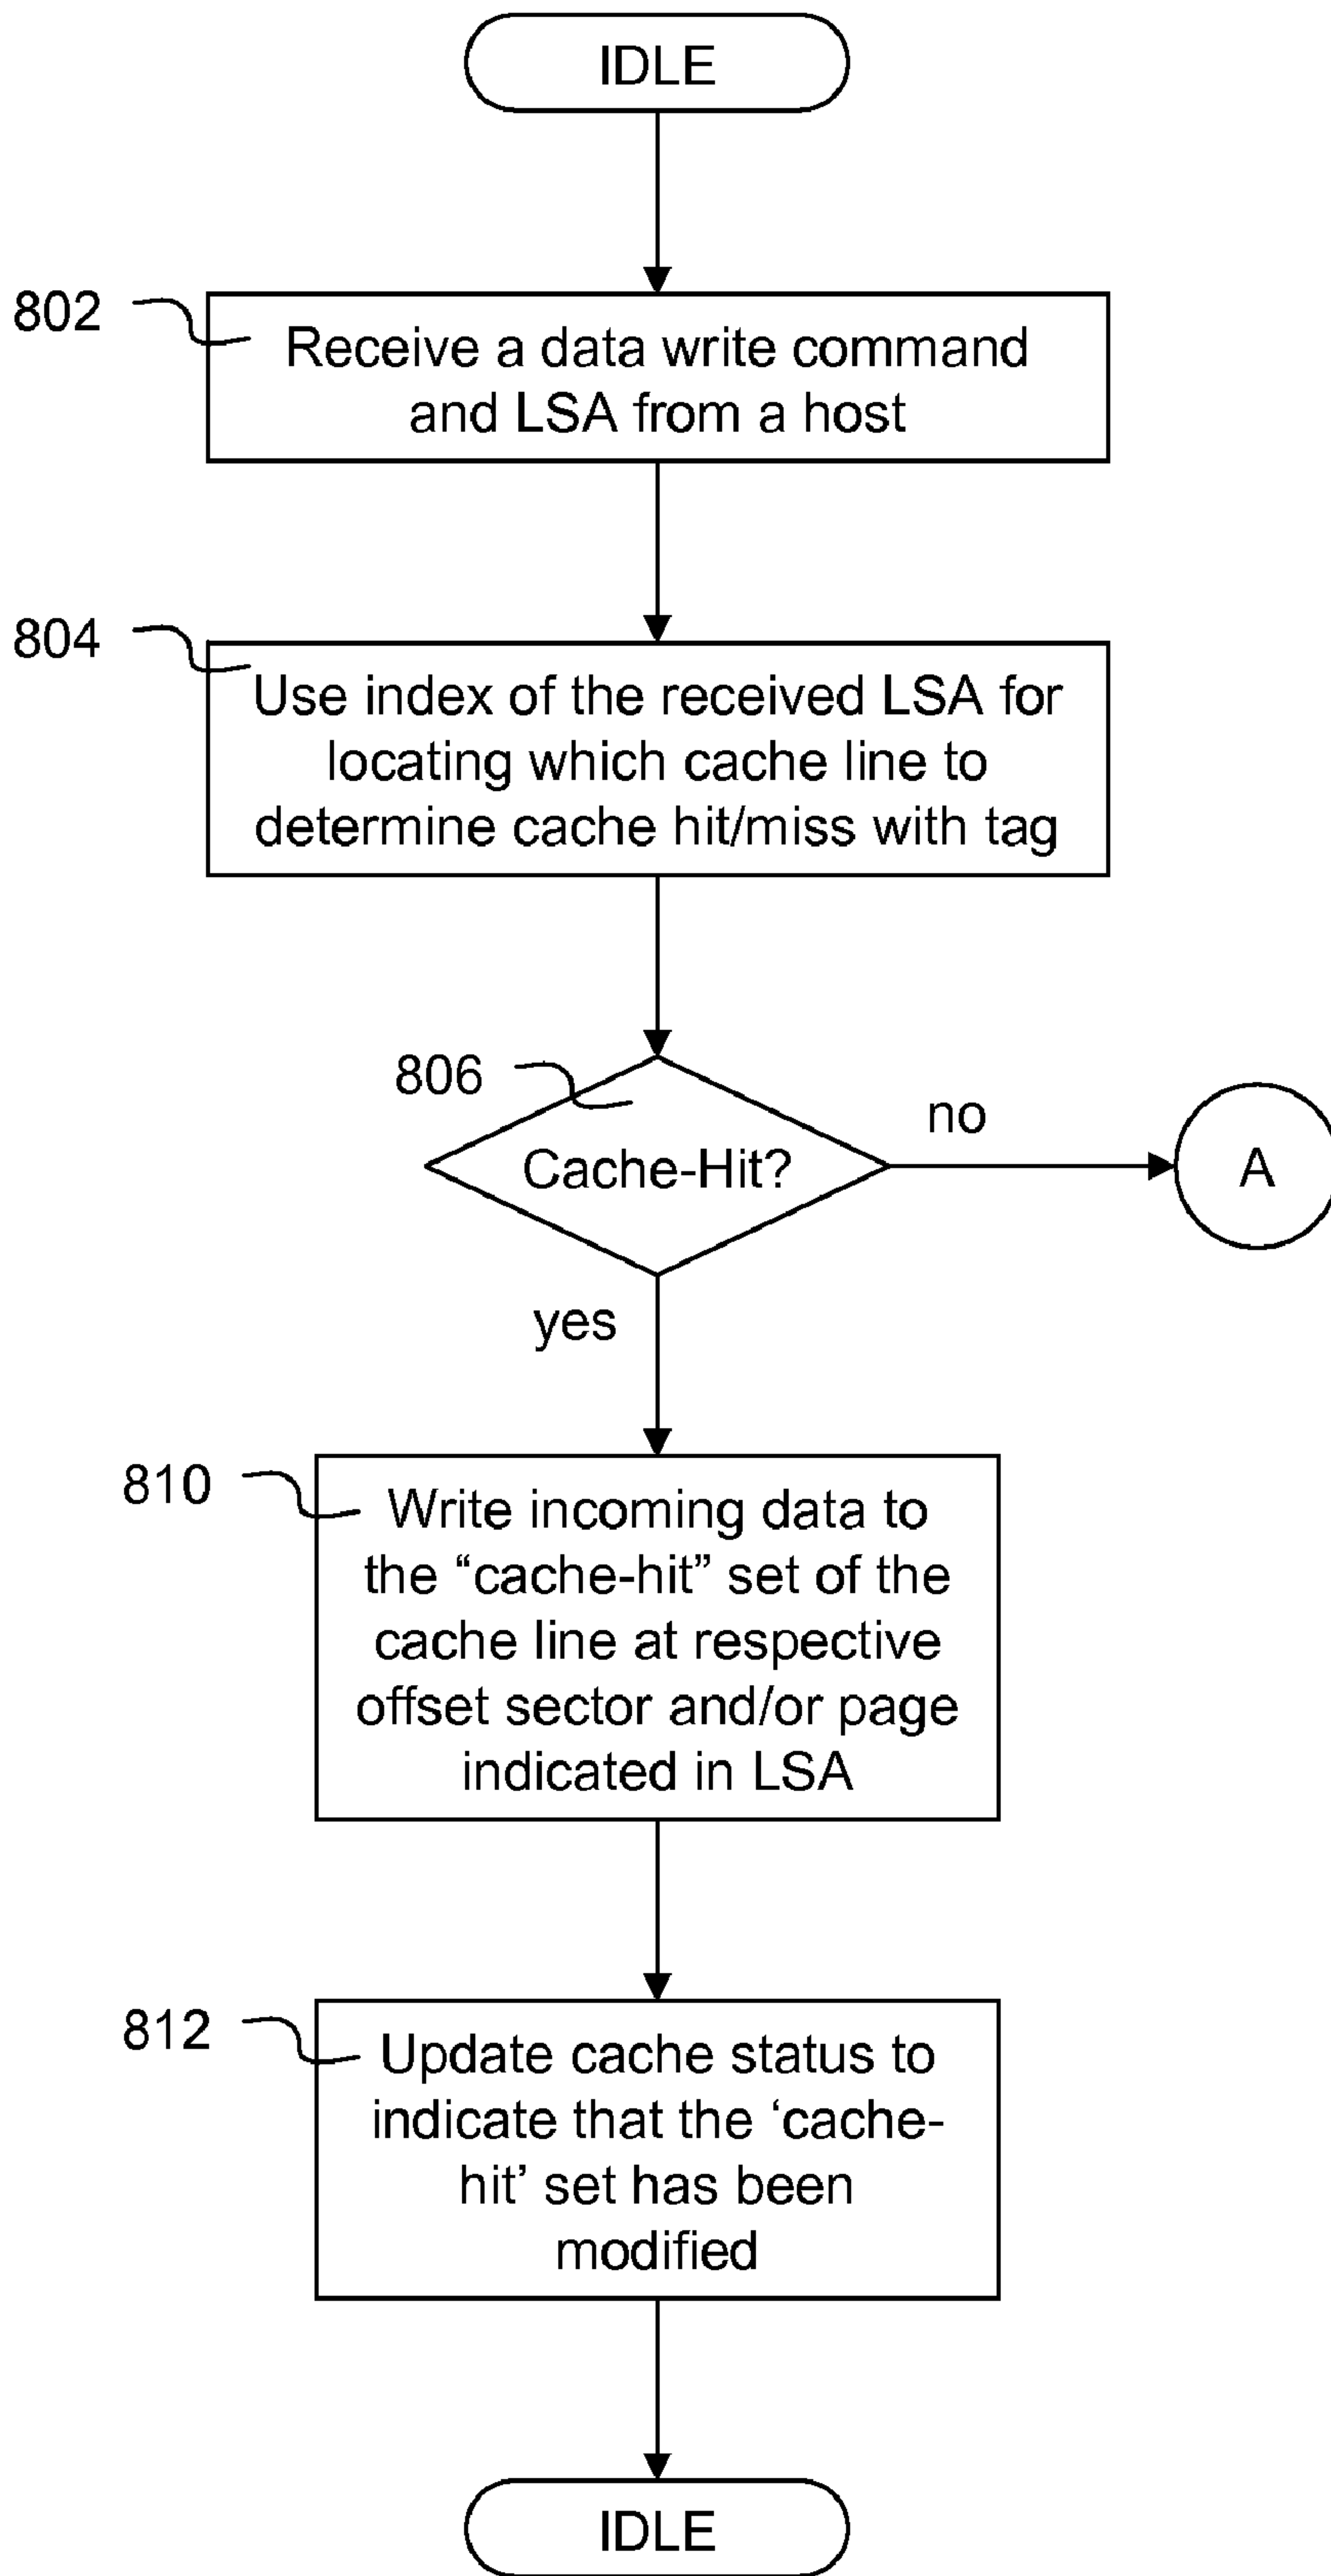 IDLE
802
Receive a data write command
and LSA from a host
804
Use index of the received LSA for
locating which cache line to
determine cache hit/miss with tag
806
Cache-Hit?
no
A
yes
810
Write incoming data to
the “cache-hit” set of the
cache line at respective
offset sector and/or page
indicated in LSA
812
Update cache status to
indicate that the ‘cache-
hit’ set has been
modified
IDLE